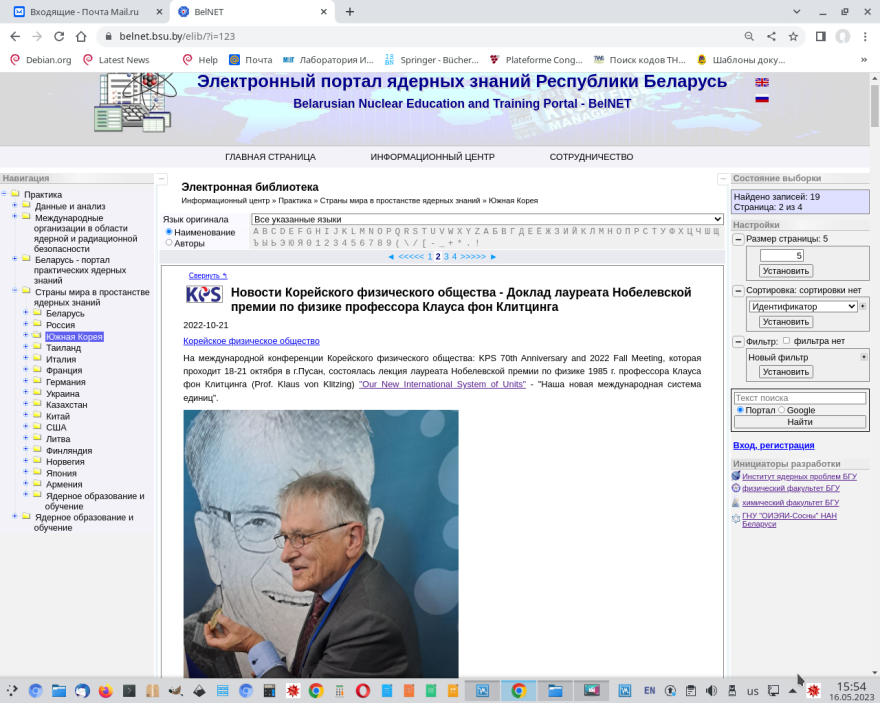 Входящие - Почта Mail.ru
BelNET
belnet.bsu.by/elib/?i=123
Debian.org
Latest News
Help
Почта
Лаборатория И...
Springer - Bücher...
Plateforme Congo...
Поиск кодов ТН...
Шаблоны доку...
»
Электронный портал ядерных знаний Республики Беларусь
Belarusian Nuclear Education and Training Portal - BelNET
ГЛАВНАЯ СТРАНИЦА
ИНФОРМАЦИОННЫЙ ЦЕНТР
СОТРУДНИЧЕСТВО
Навигация
Практика
Данные и анализ
Международные
организации в области
ядерной и радиационной
безопасности
Беларусь - портал
практических ядерных
знаний
Страны мира в простанстве
ядерных знаний
Беларусь
Россия
Южная Корея
Таиланд
Италия
Франция
Германия
Украина
Казахстан
Китай
США
Литва
Финляндия
Норвегия
Япония
Армения
Ядерное образование и
обучение
Ядерное образование и
обучение
Электронная библиотека
Информационный центр » Практика » Страны мира в простанстве ядерных знаний » Южная Корея
Язык оригинала
Все указанные языки
Наименование
Авторы
A B C D E F G H I J K L M N O P Q R S T U V W X Y Z А Б В Г Д Е Ё Ж З И Й К Л М Н О П Р С Т У Ф Х Ц Ч Ш Щ
Ъ Ы Ь Э Ю Я 0 1 2 3 4 5 6 7 8 9 ( \ / [ - _ + * . !
◄ <<<<< 1 2 3 4 >>>>> ►
Свернуть ↰
KPS
Новости Корейского физического общества - Доклад лауреата Нобелевской
премии по физике профессора Клауса фон Клитцинга
2022-10-21
Корейское физическое общество
На международной конференции Корейского физического общества: KPS 70th Anniversary and 2022 Fall Meeting, которая
проходит 18-21 октября в г.Пусан, состоялась лекция лауреата Нобелевской премии по физике 1985 г. профессора Клауса
фон Клитцинга (Prof. Klaus von Klitzing) "Our New International System of Units" - "Наша новая международная система
единиц".
Состояние выборки
Найдено записей: 19
Страница: 2 из 4
Настройки
Размер страницы: 5
5
Установить
Сортировка: сортировки нет
Идентификатор
Установить
Фильтр: фильтра нет
Новый фильтр
Установить
Текст поиска
Портал Google
Найти
Вход, регистрация
Инициаторы разработки
Институт ядерных проблем БГУ
физический факультет БГУ
химический факультет БГУ
ГНУ "ОИЭЯИ-Сосны" НАН
Беларуси
EN
us
15:54
16.05.2023